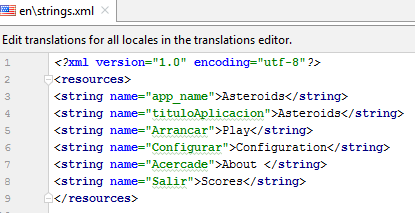 en\strings.xml
Edit translations for all locales in the translations editor.
1 <?xml version="1.0" encoding="utf-8"?>
2 <resources>
3 <string name="app_name">Asteroids</string>
4 <string name="tituloAplicacion">Asteroids</string>
5 <string name="Arrancar">Play</string>
6 <string name="Configurar">Configuration</string>
7 <string name="Acercade">About </string>
8 <string name="Salir">Scores</string>
9 </resources>